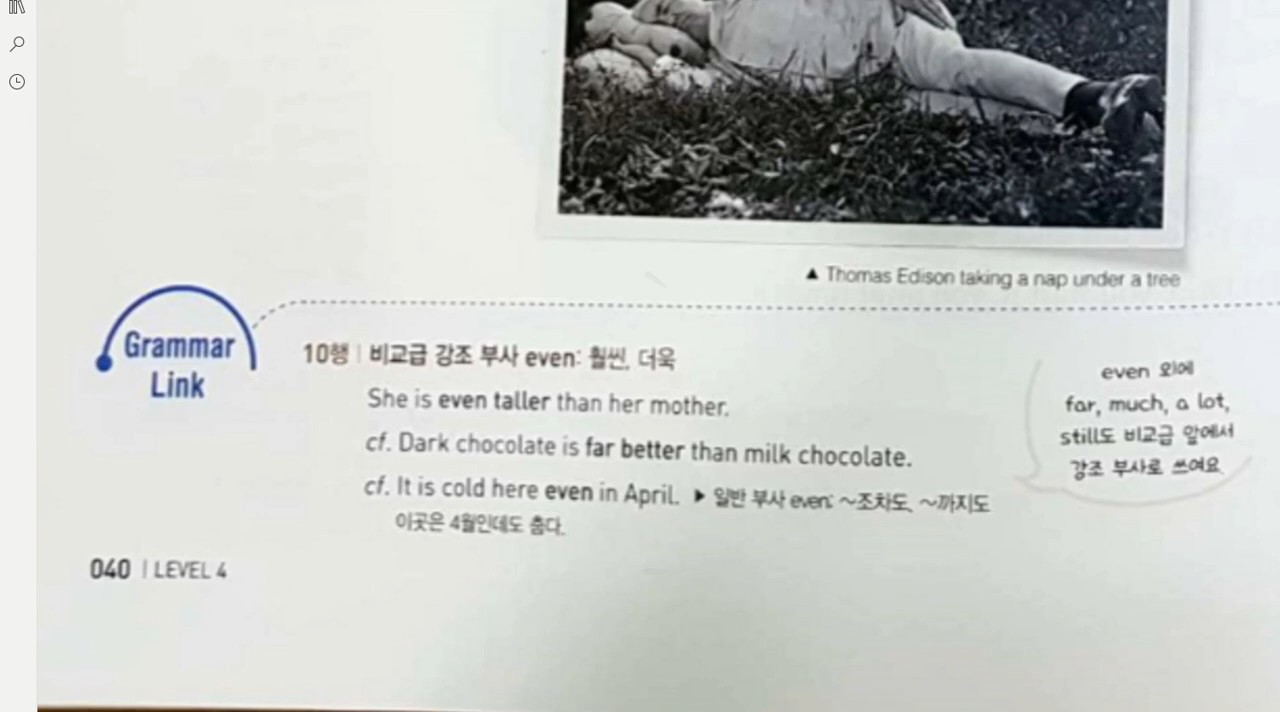 ▲ Thomas Edison taking a nap under a tree
Grammar
Link
10행 | 비교급 강조 부사 even: 훨씬, 더욱
She is even taller than her mother.
cf. Dark chocolate is far better than milk chocolate.
cf. It is cold here even in April. ▶ 일반 부사 even: ~조차도, ~까지도
이곳은 4월인데도 춥다.
even 외에
far, much, a lot,
still도 비교급 앞에서
강조 부사로 쓰여요.
040 | LEVEL 4